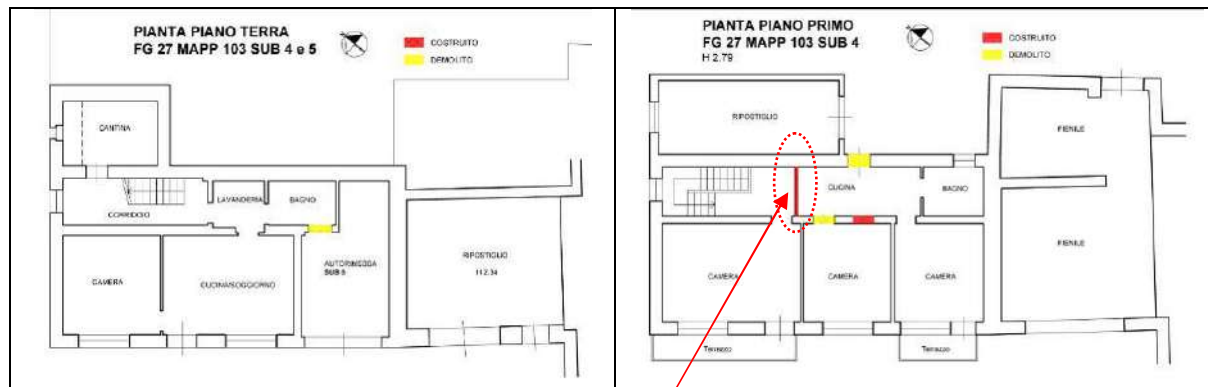 PIANTA PIANO TERRA
FG 27 MAPP 103 SUB 4 e 5
COSTRUITO
DEMOLITO
CANTINA
LAVANDERIA
BAGNO
CORRIDOIO
CAMERA
CUCINA/SOGGIORNO
AUTORIMESSA
SUB 5
RIPOSTIGLIO
H 2.34
PIANTA PIANO PRIMO
FG 27 MAPP 103 SUB 4
H 2.79
COSTRUITO
DEMOLITO
RIPOSTIGLIO
FIENILE
CUCINA
BAGNO
FIENILE
CAMERA
CAMERA
CAMERA
Terrazzo
Terrazzo